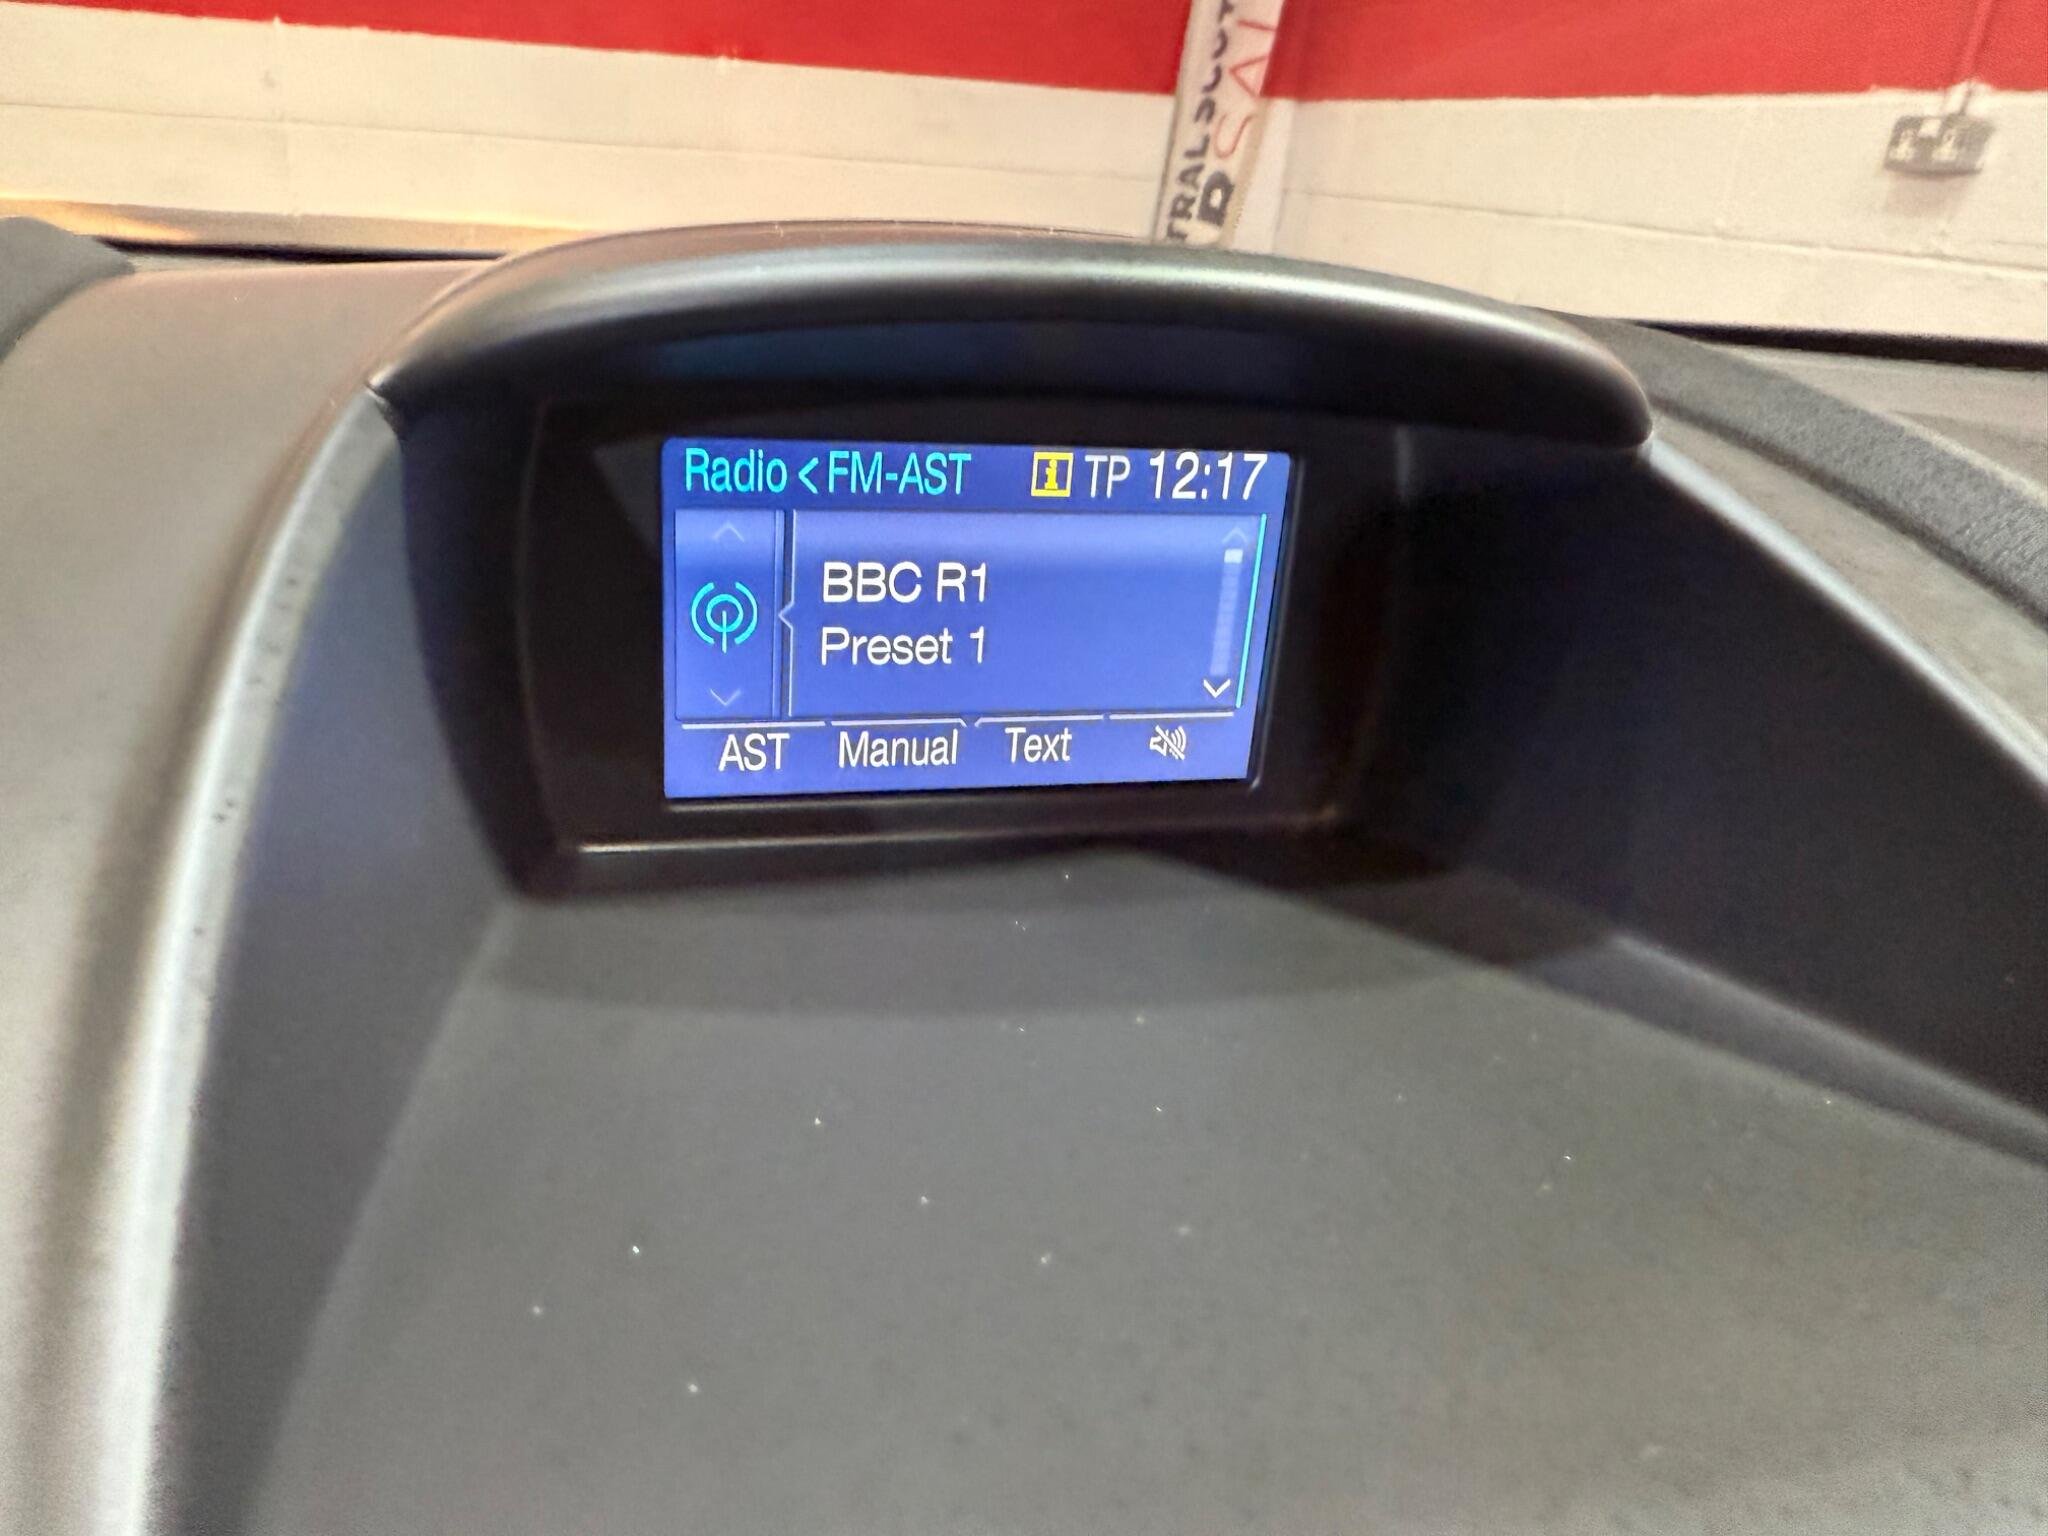 Radio < FM-AST i TP 12:17
BBC R1
Preset 1
AST Manual Text